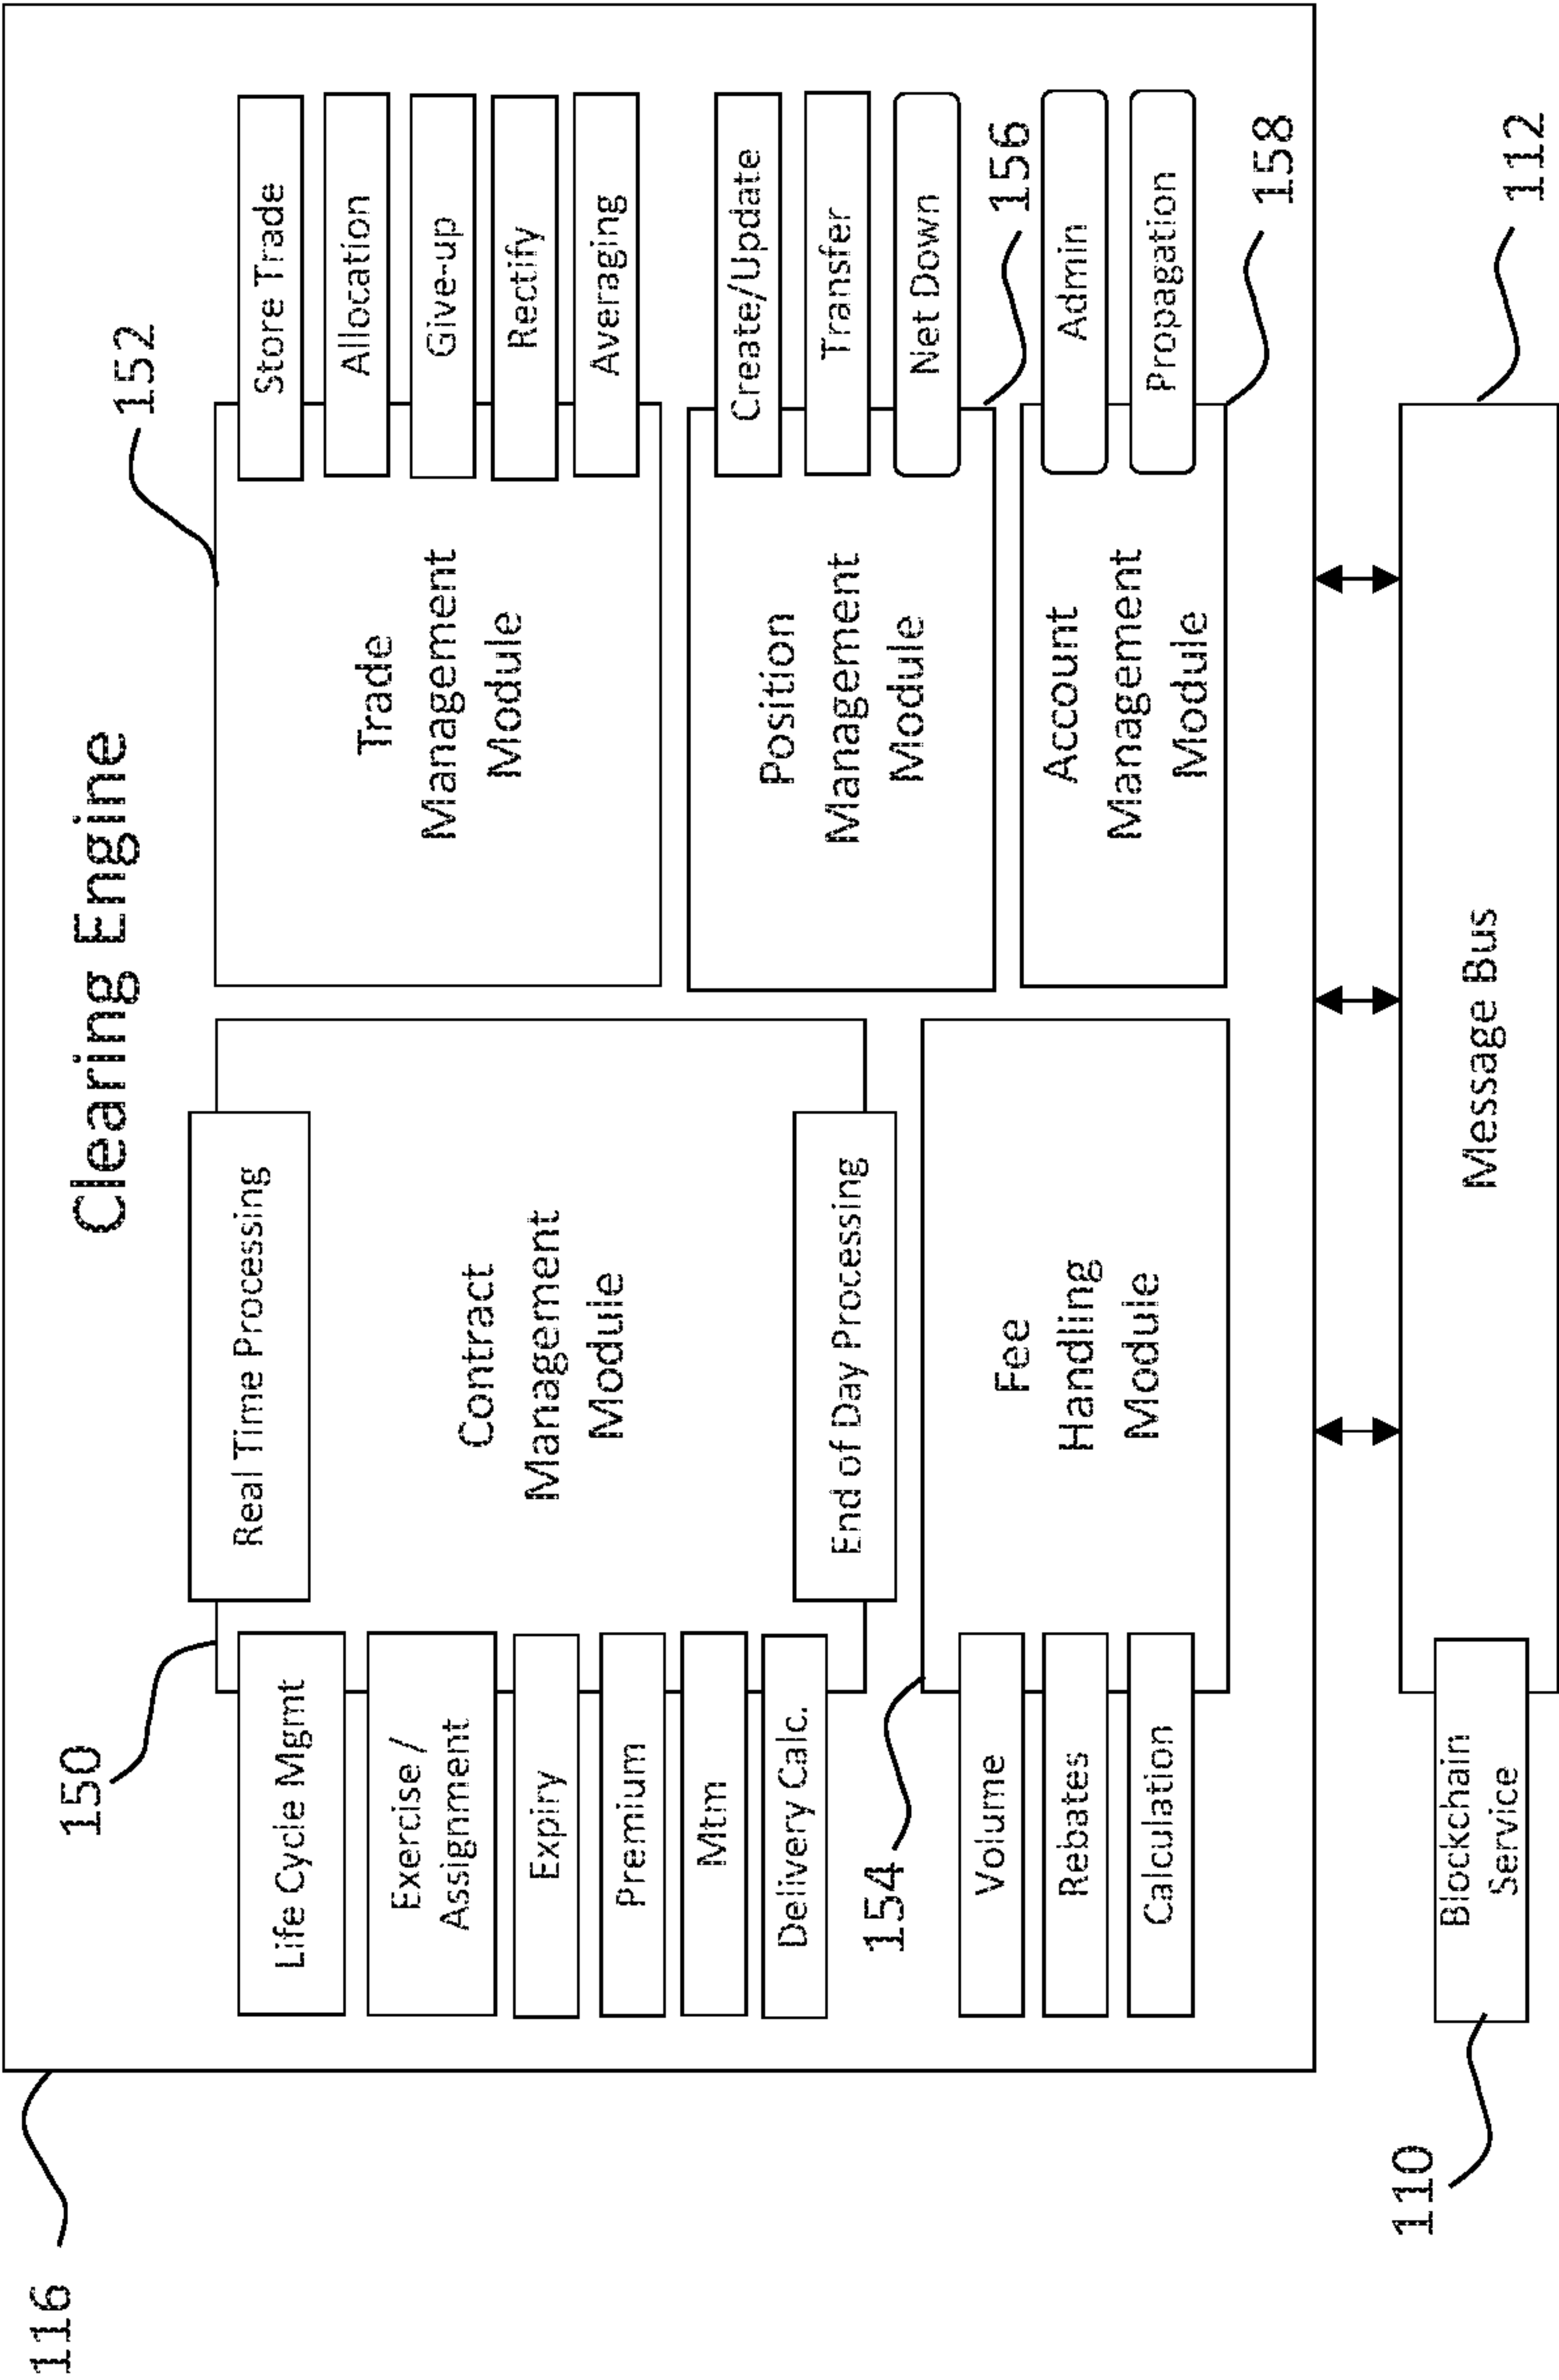 116
Clearing Engine
150
Real Time Processing
Life Cycle Mgmt
Exercise /
Assignment
Expiry
Premium
Mtm
Delivery Calc.
Contract
Management
Module
End of Day Processing
152
Trade
Management
Module
Store Trade
Allocation
Give-up
Rectify
Averaging
154
Volume
Rebates
Calculation
Fee
Handling
Module
Position
Management
Module
Create/Update
Transfer
Net Down
156
Account
Management
Module
Admin
Propagation
158
110
Blockchain
Service
Message Bus
112